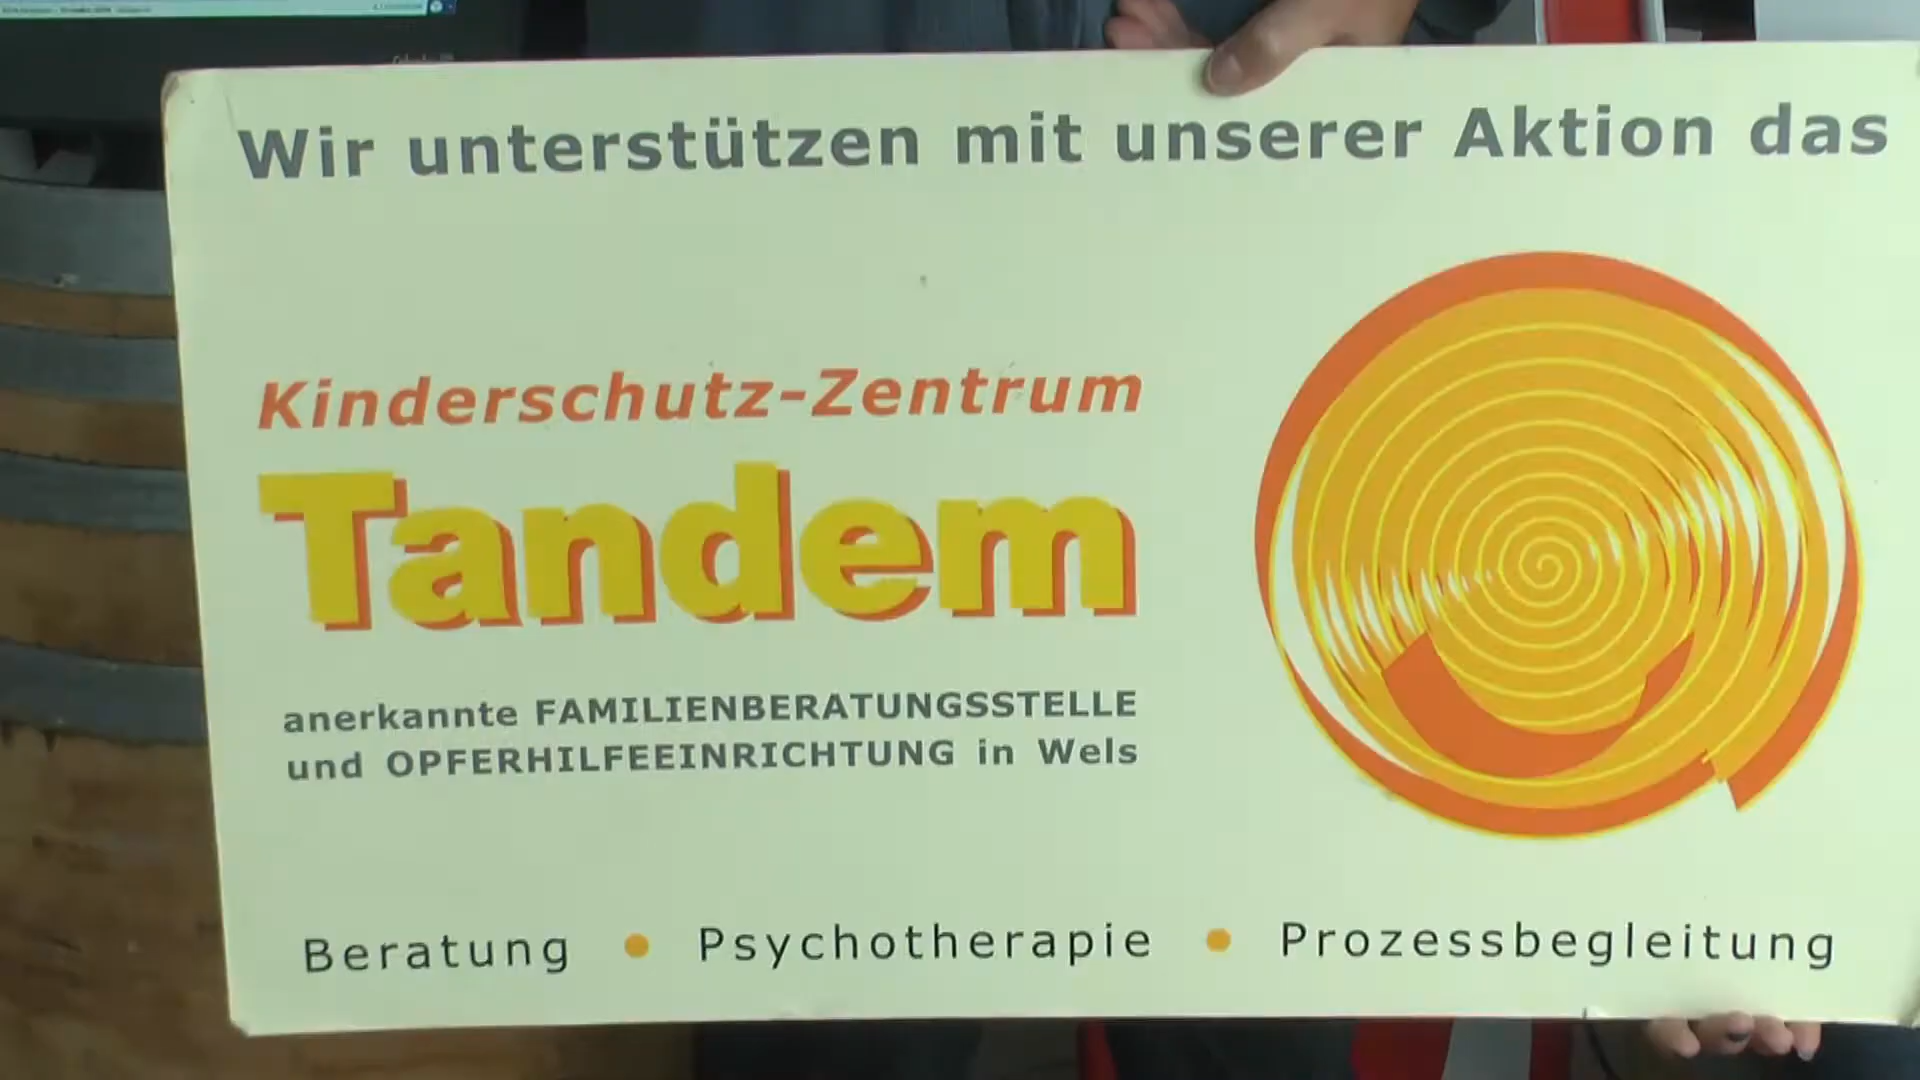 Wir unterstützen mit unserer Aktion das
Kinderschutz-Zentrum
Tandem
anerkannte FAMILIENBERATUNGSSTELLE
und OPFERHILFEEINRICHTUNG in Wels
Beratung • Psychotherapie • Prozessbegleitung